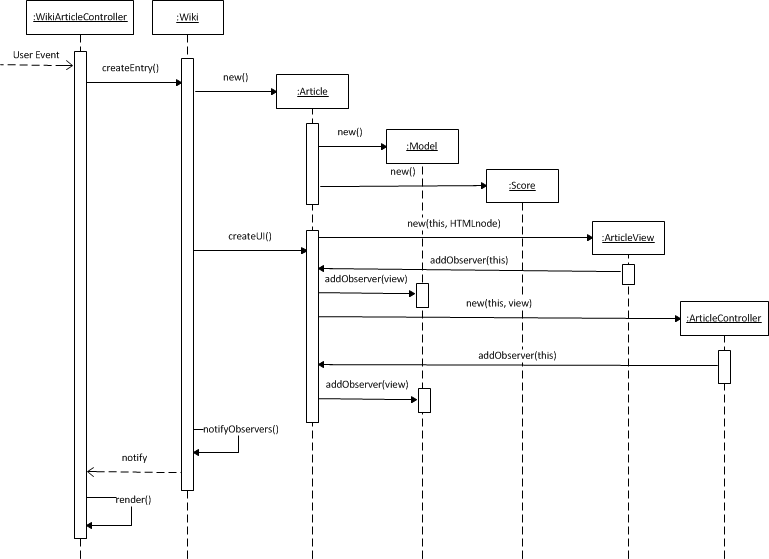 :WikiArticleController
:Wiki
User Event
createEntry()
new()
:Article
new()
:Model
new()
:Score
new(this, HTMLnode)
createUI()
:ArticleView
addObserver(this)
addObserver(view)
new(this, view)
:ArticleController
addObserver(this)
addObserver(view)
notifyObservers()
notify
render()